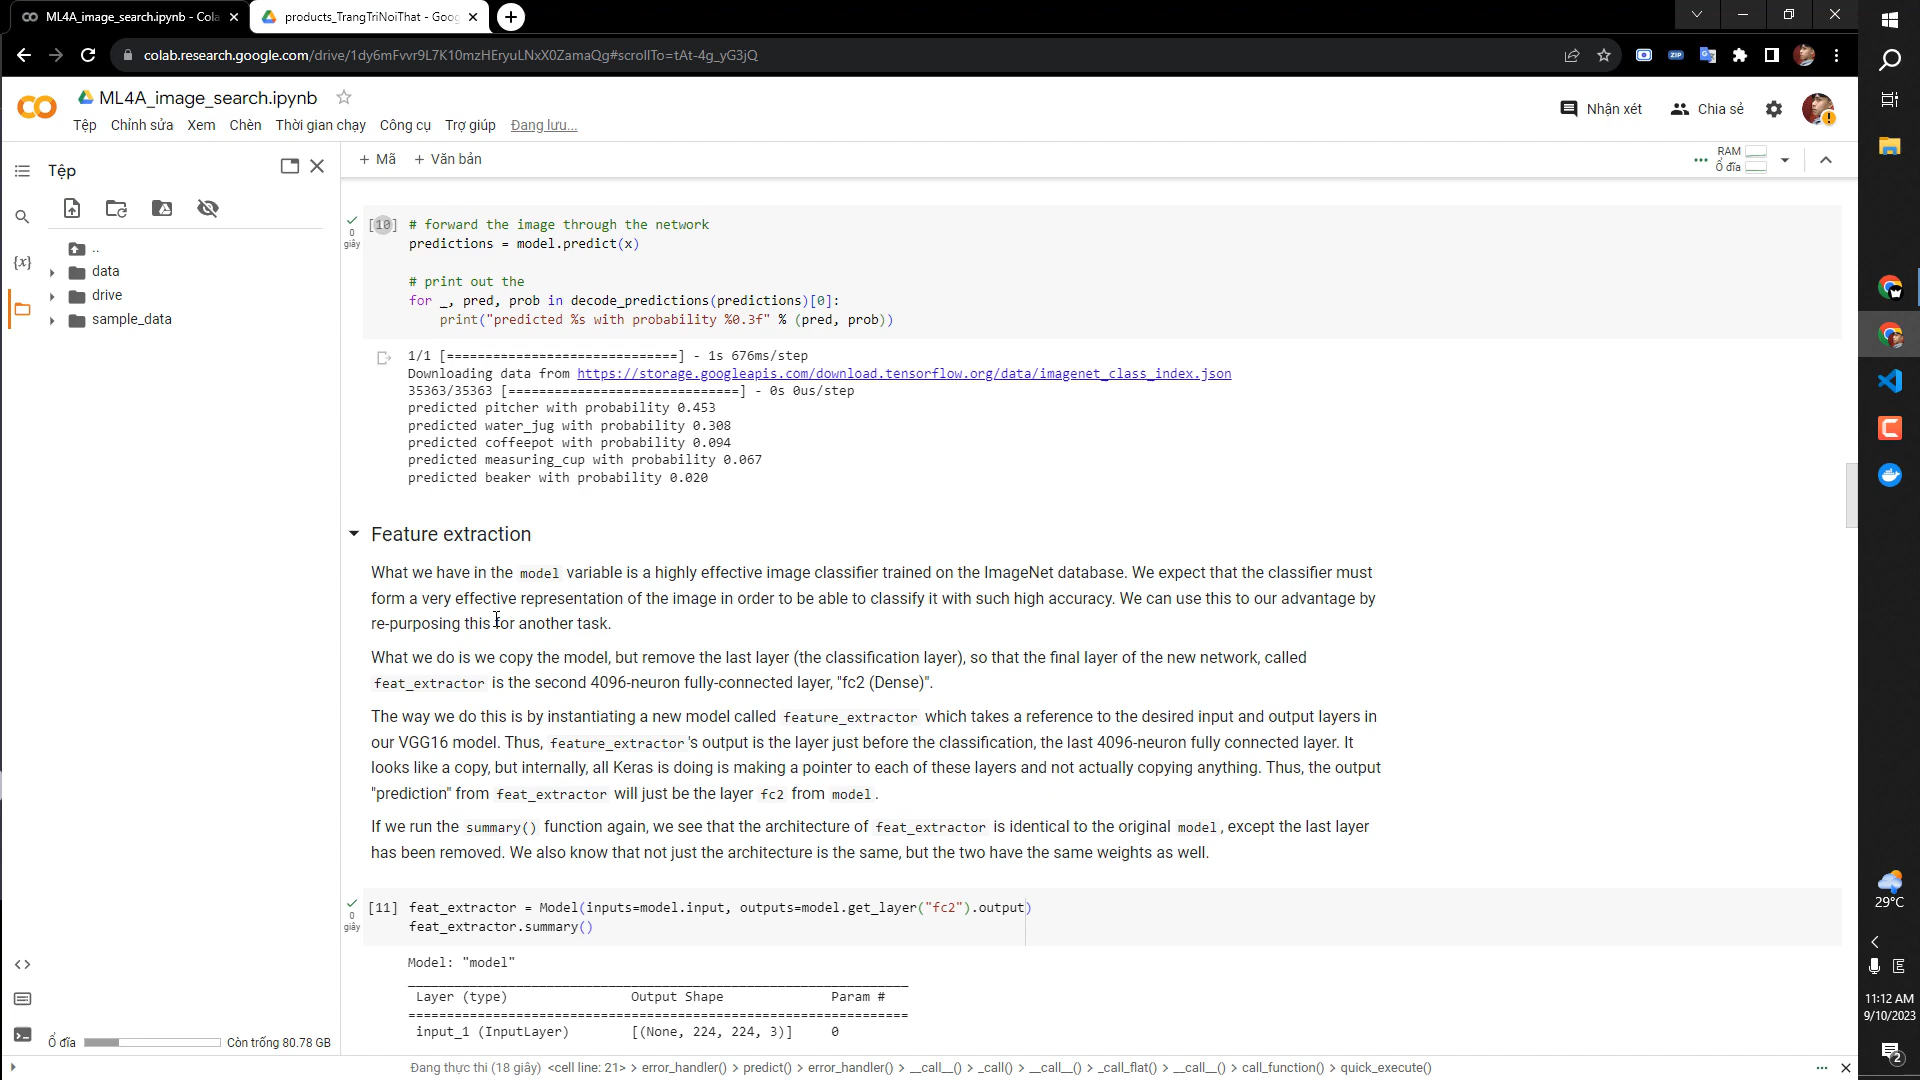 ML4A_image_search.ipynb - Cola
products_TrangTriNoiThat - Goog
colab.research.google.com/drive/1dy6mFvvr9L7K10mzHEryuLNxX0ZamaQg#scrollTo=tAt-4g_yG3jQ
ZIP
ML4A_image_search.ipynb
Nhận xét
Chia sẻ
Tệp Chỉnh sửa Xem Chèn Thời gian chạy Công cụ Trợ giúp Đang lưu...
Tệp
+ Mã + Văn bản
RAM
Ổ đĩa
..
data
drive
sample_data
{x}
0
giây
[10] # forward the image through the network
predictions = model.predict(x)
# print out the
for _, pred, prob in decode_predictions(predictions)[0]:
print("predicted %s with probability %0.3f" % (pred, prob))
1/1 [==============================] - 1s 676ms/step
Downloading data from https://storage.googleapis.com/download.tensorflow.org/data/imagenet_class_index.json
35363/35363 [==============================] - 0s 0us/step
predicted pitcher with probability 0.453
predicted water_jug with probability 0.308
predicted coffeepot with probability 0.094
predicted measuring_cup with probability 0.067
predicted beaker with probability 0.020
Feature extraction
What we have in the model variable is a highly effective image classifier trained on the ImageNet database. We expect that the classifier must
form a very effective representation of the image in order to be able to classify it with such high accuracy. We can use this to our advantage by
re-purposing this for another task.
What we do is we copy the model, but remove the last layer (the classification layer), so that the final layer of the new network, called
feat_extractor is the second 4096-neuron fully-connected layer, "fc2 (Dense)".
The way we do this is by instantiating a new model called feature_extractor which takes a reference to the desired input and output layers in
our VGG16 model. Thus, feature_extractor's output is the layer just before the classification, the last 4096-neuron fully connected layer. It
looks like a copy, but internally, all Keras is doing is making a pointer to each of these layers and not actually copying anything. Thus, the output
"prediction" from feat_extractor will just be the layer fc2 from model.
If we run the summary() function again, we see that the architecture of feat_extractor is identical to the original model, except the last layer
has been removed. We also know that not just the architecture is the same, but the two have the same weights as well.
0
giây
[11] feat_extractor = Model(inputs=model.input, outputs=model.get_layer("fc2").output)
feat_extractor.summary()
Model: "model"
Layer (type) Output Shape Param #
=================================================================
input_1 (InputLayer) [(None, 224, 224, 3)] 0
Ổ đĩa Còn trống 80.78 GB
Đang thực thi (18 giây) <cell line: 21> > error_handler() > predict() > error_handler() > __call__() > _call() > __call__() > _call_flat() > __call__() > call_function() > quick_execute()
29°C
E
11:12 AM
9/10/2023
2